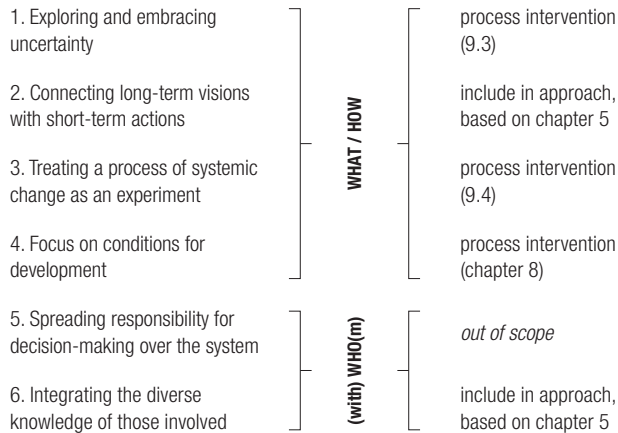 1. Exploring and embracing
uncertainty
process intervention
(9.3)
2. Connecting long-term visions
with short-term actions
include in approach,
based on chapter 5
WHAT / HOW
3. Treating a process of systemic
change as an experiment
process intervention
(9.4)
4. Focus on conditions for
development
process intervention
(chapter 8)
5. Spreading responsibility for
decision-making over the system
out of scope
(with) WHO(m)
6. Integrating the diverse
knowledge of those involved
include in approach,
based on chapter 5